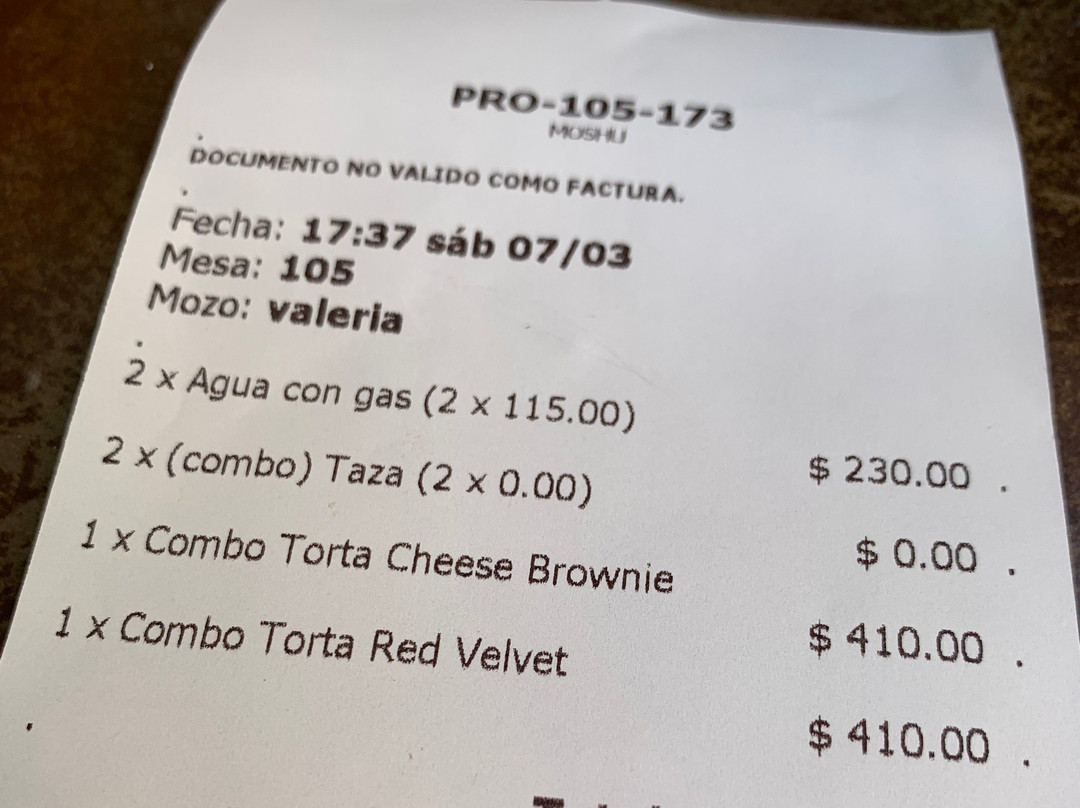 PRO-105-173
MOSHU
.
DOCUMENTO NO VALIDO COMO FACTURA.
.
Fecha: 17:37 sáb 07/03
Mesa: 105
Mozo: valeria
.
2 x Agua con gas (2 x 115.00)
$ 230.00 .
2 x (combo) Taza (2 x 0.00)
$ 0.00 .
1 x Combo Torta Cheese Brownie
$ 410.00 .
1 x Combo Torta Red Velvet
$ 410.00 .
.